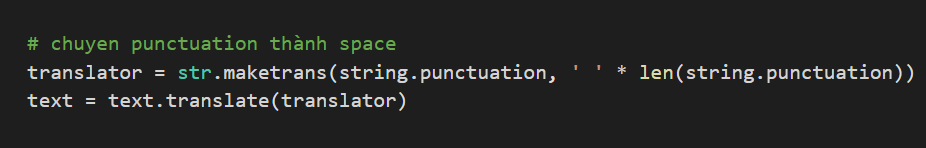 # chuyen punctuation thành space
translator = str.maketrans(string.punctuation, ' ' * len(string.punctuation))
text = text.translate(translator)